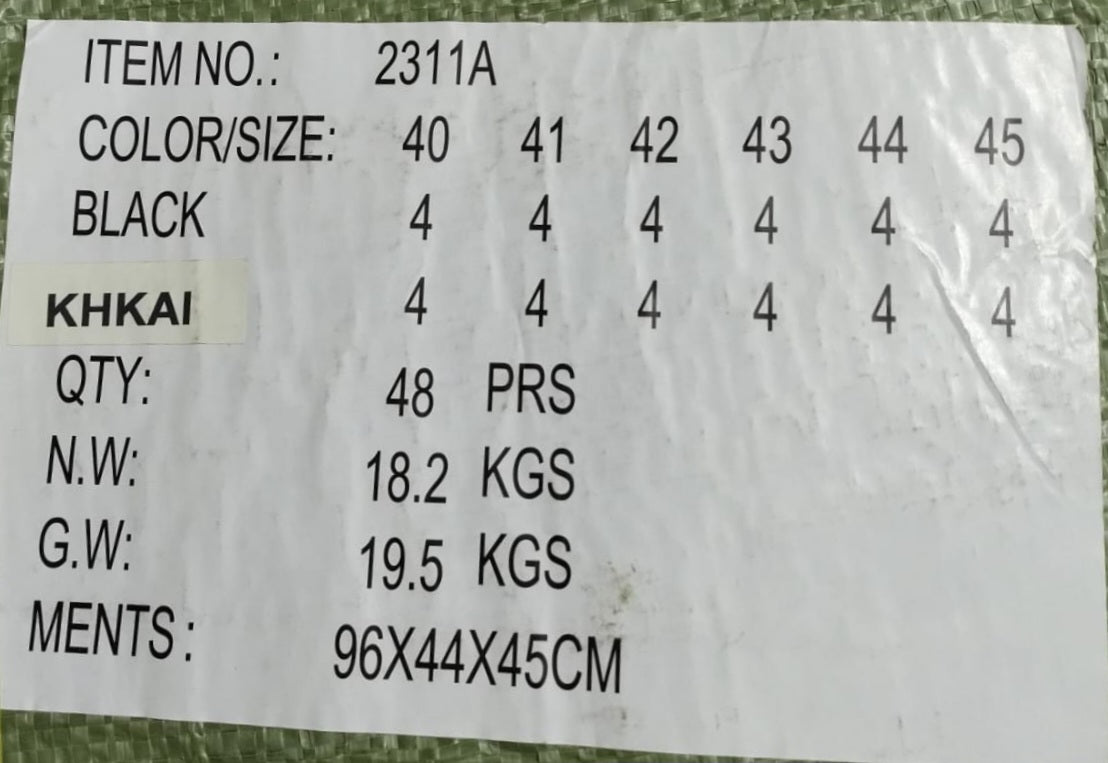 ITEM NO.: 2311A
COLOR/SIZE: 40 41 42 43 44 45
BLACK 4 4 4 4 4 4
KHKAI 4 4 4 4 4 4
QTY: 48 PRS
N.W: 18.2 KGS
G.W: 19.5 KGS
MENTS: 96X44X45CM